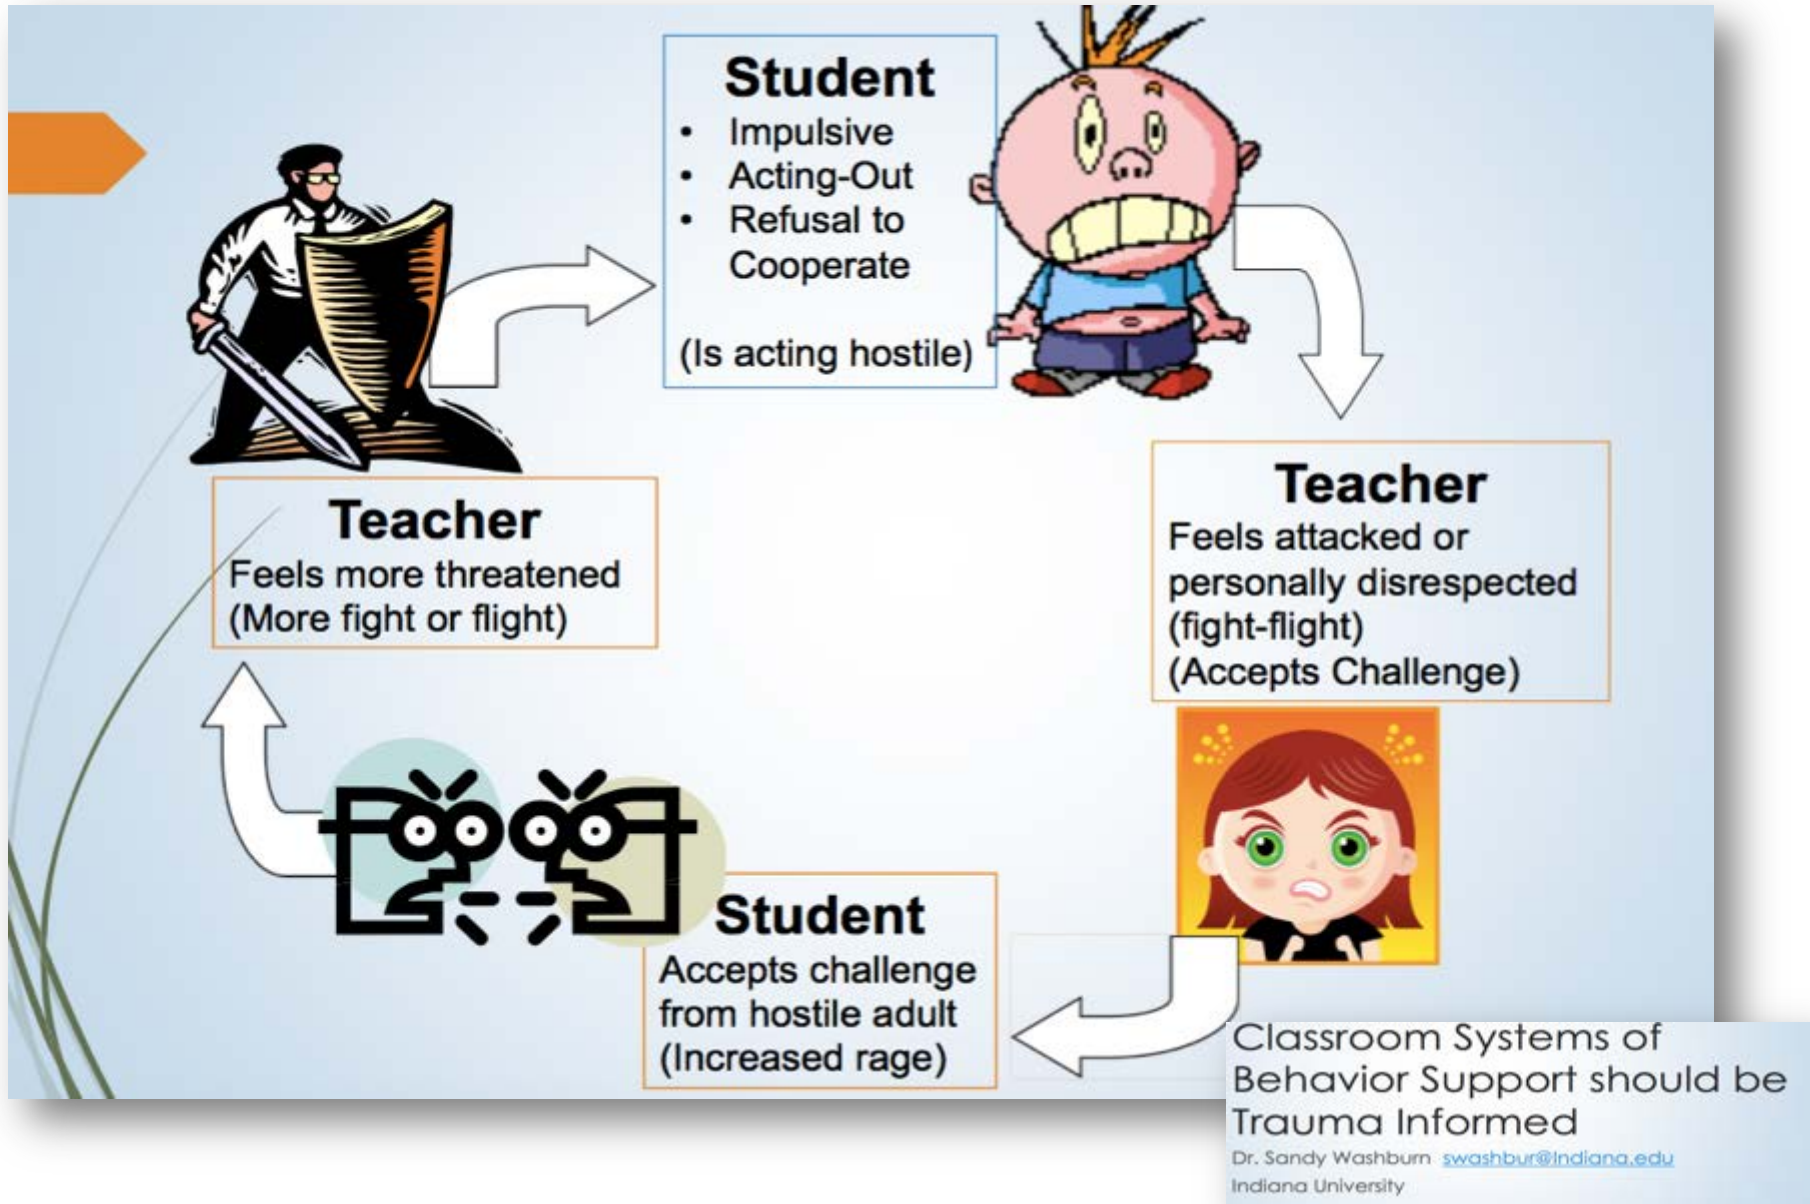 Student
• Impulsive
• Acting-Out
• Refusal to
Cooperate
(Is acting hostile)
Teacher
Feels attacked or
personally disrespected
(fight-flight)
(Accepts Challenge)
Student
Accepts challenge
from hostile adult
(Increased rage)
Teacher
Feels more threatened
(More fight or flight)
Classroom Systems of
Behavior Support should be
Trauma Informed
Dr. Sandy Washburn swashbur@Indiana.edu
Indiana University